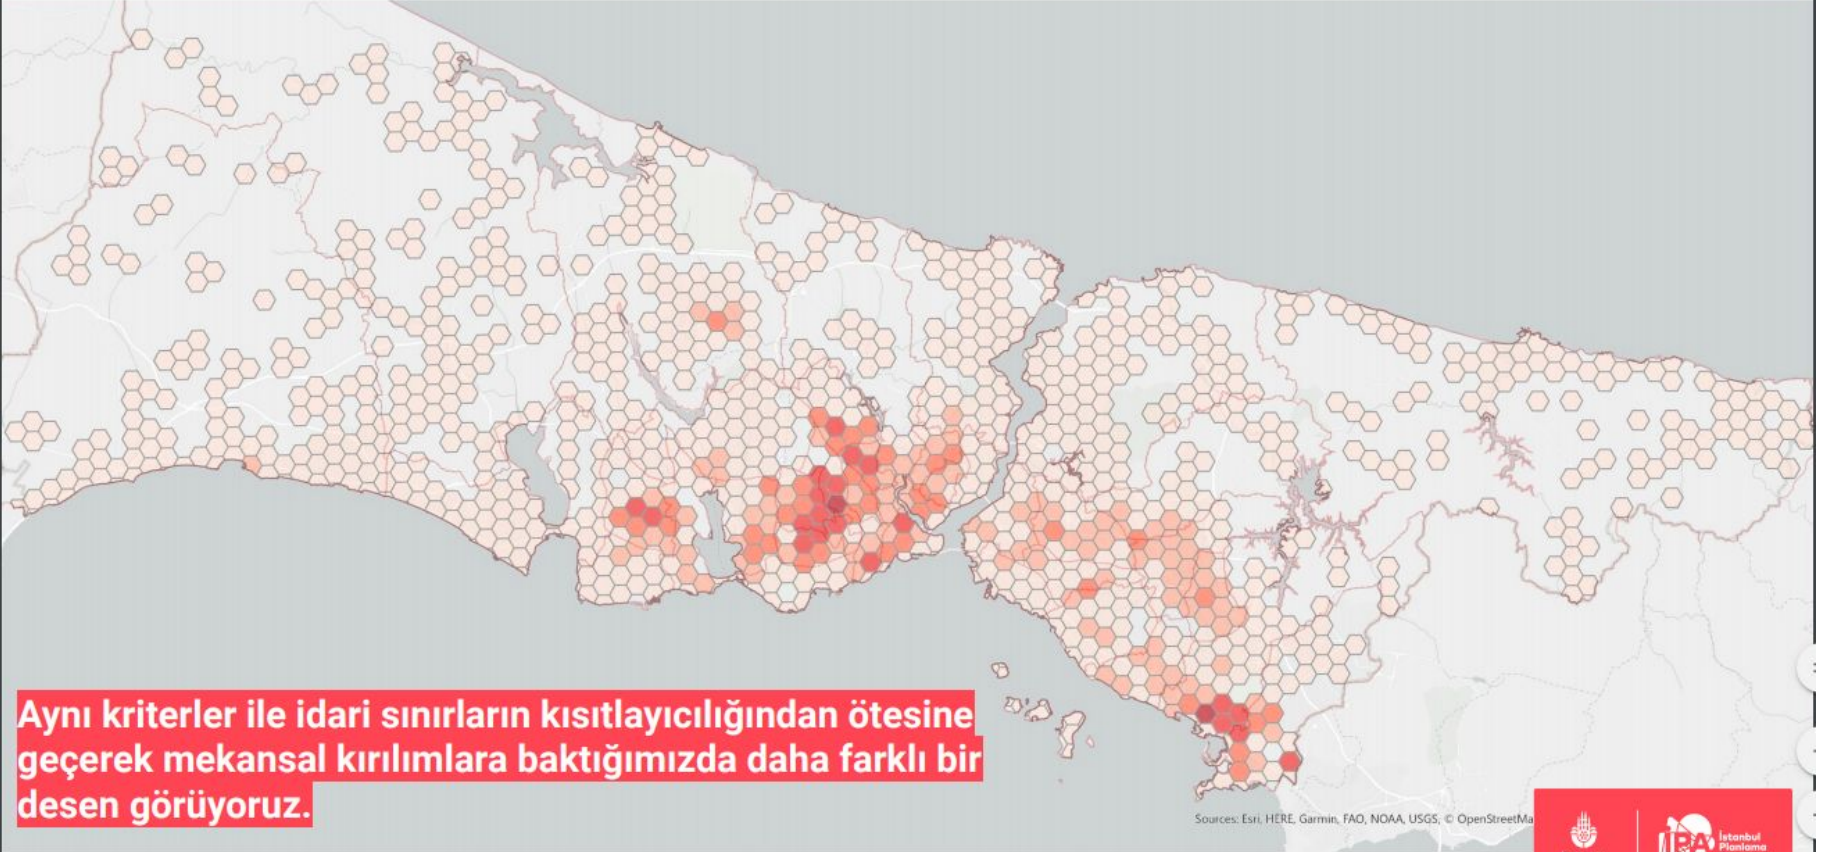 Aynı kriterler ile idari sınırların kısıtlayıcılığından ötesine
geçerek mekansal kırılımlara baktığımızda daha farklı bir
desen görüyoruz.
Sources: Esri, HERE, Garmin, FAO, NOAA, USGS, © OpenStreetMa
İPA
İstanbul
Planlama